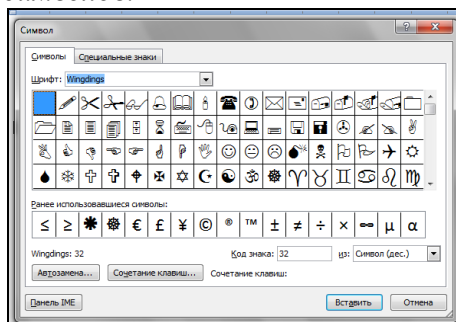 Символ
Символы Специальные знаки
Шрифт: Wingdings
Ранее использовавшиеся символы:
≤ ≥ € £ ¥ © ® ™ ± ≠ ÷ × ∞ µ α
Wingdings: 32 Код знака: 32 из: Символ (дес.)
Автозамена... Сочетание клавиш... Сочетание клавиш:
Панель IME Вставить Отмена